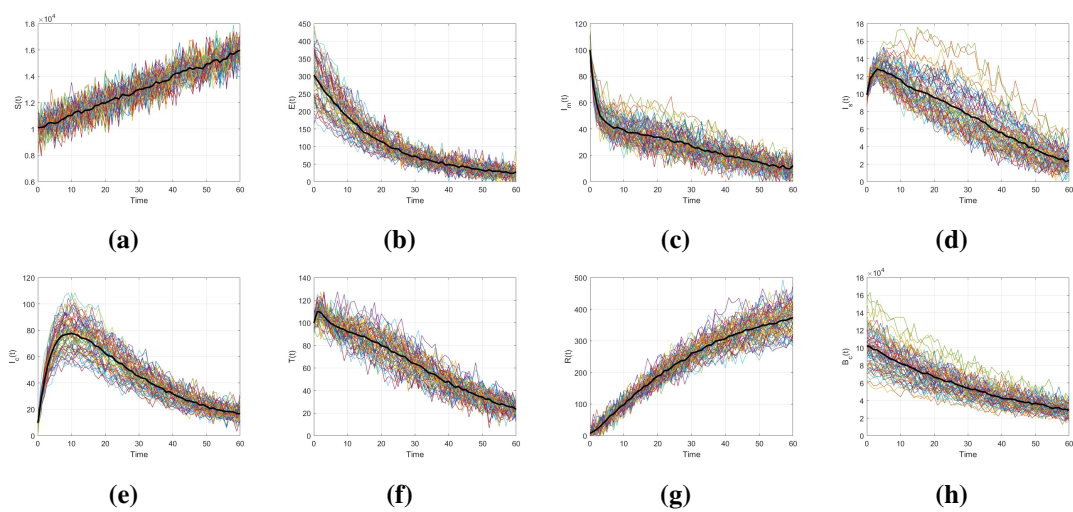 ×10⁴
1.8
1.6
1.4
1.2
1
0.8
0.6
S(t)
0 10 20 30 40 50 60
Time
(a)
450
400
350
300
250
200
150
100
50
0
E(t)
0 10 20 30 40 50 60
Time
(b)
120
100
80
60
40
20
0
I_m(t)
0 10 20 30 40 50 60
Time
(c)
18
16
14
12
10
8
6
4
2
0
I_s(t)
0 10 20 30 40 50 60
Time
(d)
120
100
80
60
40
20
0
I_c(t)
0 10 20 30 40 50 60
Time
(e)
140
120
100
80
60
40
20
0
T(t)
0 10 20 30 40 50 60
Time
(f)
500
400
300
200
100
0
R(t)
0 10 20 30 40 50 60
Time
(g)
×10⁴
18
16
14
12
10
8
6
4
2
0
B_c(t)
0 10 20 30 40 50 60
Time
(h)